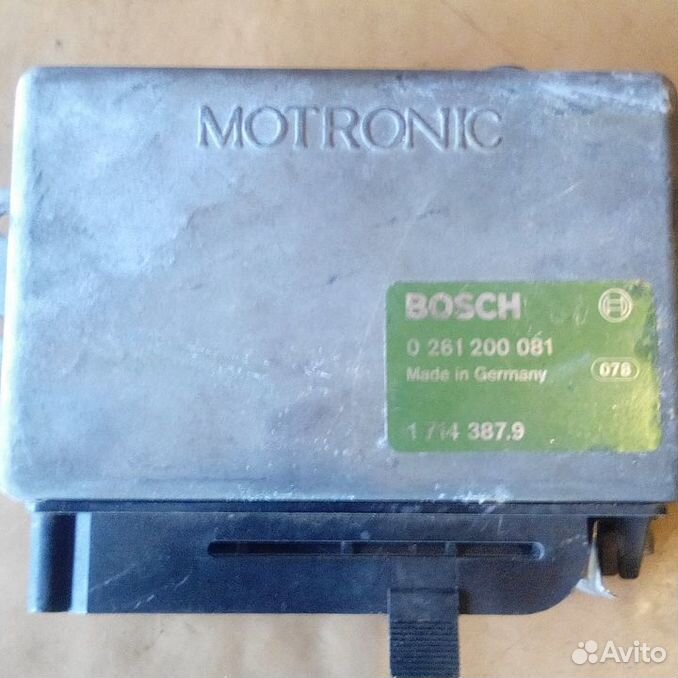 MOTRONIC
BOSCH
0 261 200 081
Made in Germany 078
1 714 387.9
Avito